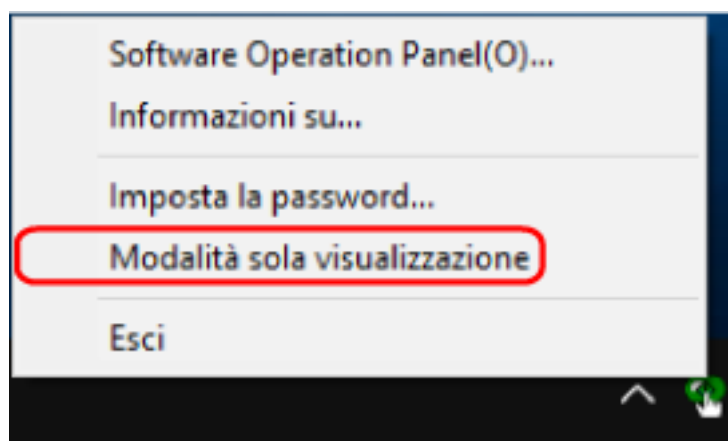 Software Operation Panel(O)...
Informazioni su...
Imposta la password...
Modalità sola visualizzazione
Esci